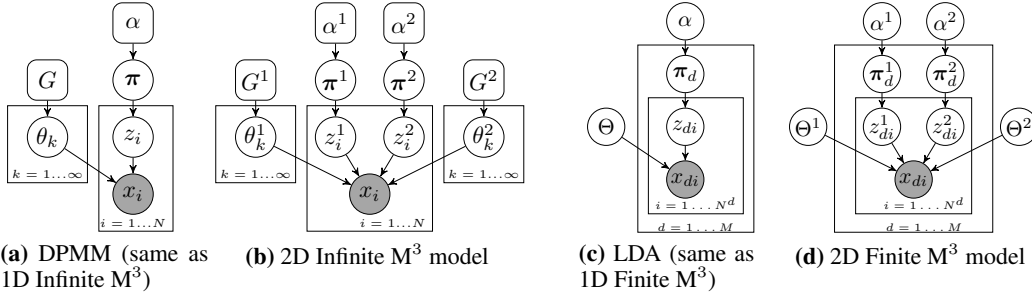 α
G
π
θ_k
z_i
k = 1...∞
x_i
i = 1...N
(a) DPMM (same as
1D Infinite M³)
α¹ α²
G¹ π¹ π² G²
θ¹_k z¹_i z²_i θ²_k
k = 1...∞ x_i k = 1...∞
i = 1...N
(b) 2D Infinite M³ model
α
π_d
Θ z_di
x_di
i = 1 . . . N^d
d = 1 . . . M
(c) LDA (same as
1D Finite M³)
α¹ α²
π¹_d π²_d
Θ¹ z¹_di z²_di Θ²
x_di
i = 1 . . . N^d
d = 1 . . . M
(d) 2D Finite M³ model